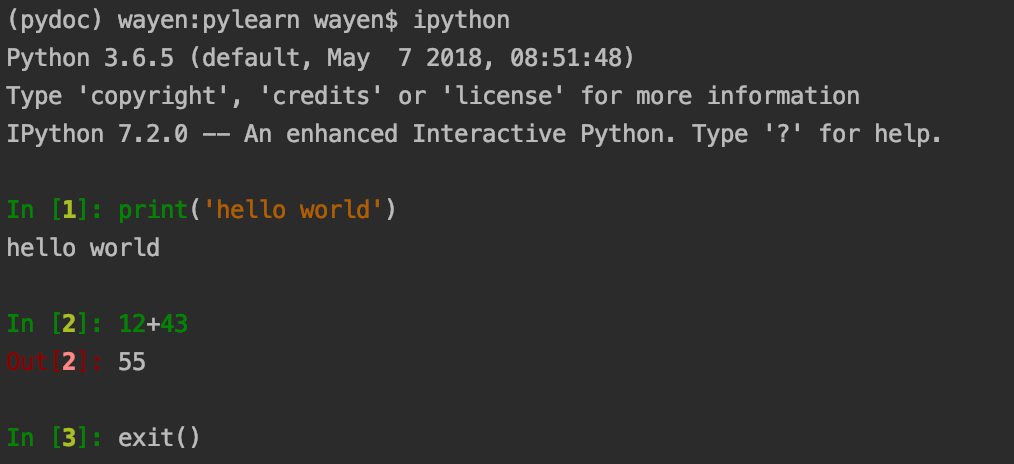 (pydoc) wayen:pylearn wayen$ ipython
Python 3.6.5 (default, May  7 2018, 08:51:48)
Type 'copyright', 'credits' or 'license' for more information
IPython 7.2.0 -- An enhanced Interactive Python. Type '?' for help.
In [1]: print('hello world')
hello world
In [2]: 12+43
Out[2]: 55
In [3]: exit()